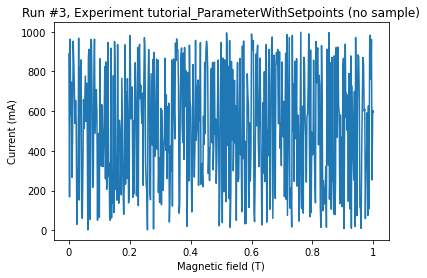 Run #3, Experiment tutorial_ParameterWithSetpoints (no sample)
1000
800
600
400
200
0
Current (mA)
0 0.2 0.4 0.6 0.8 1
Magnetic field (T)